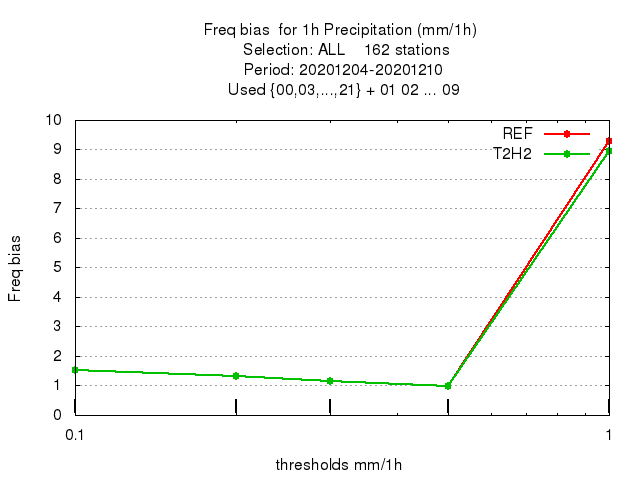 Freq bias  for 1h Precipitation (mm/1h)
Selection: ALL    162 stations
Period: 20201204-20201210
Used {00,03,...,21} + 01 02 ... 09
10
9
8
7
6
5
4
3
2
1
0
Freq bias
REF
T2H2
0.1
1
thresholds mm/1h